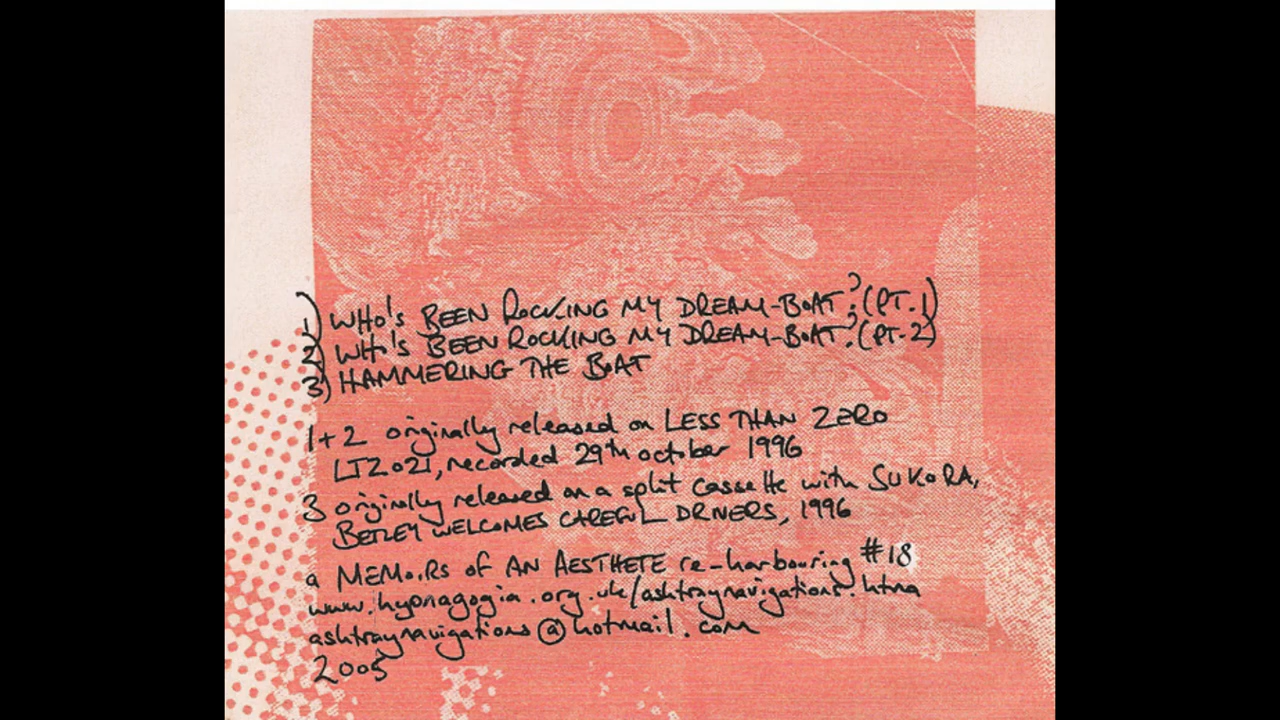 1) WHO'S BEEN ROCKING MY DREAM-BOAT? (PT.1)
2) WHO'S BEEN ROCKING MY DREAM-BOAT? (PT-2)
3) HAMMERING THE BOAT
1+2 originally released on LESS THAN ZERO
LTZ021, recorded 29th october 1996
3 originally released on a split cassette with SUKORA,
BETLEY WELCOMES CAREFUL DRIVERS, 1996
a MEMOIRS of AN AESTHETE re-harbouring #18
www.hypnagogia.org.uk/ashtraynavigations.htm
ashtraynavigations@hotmail.com
2005